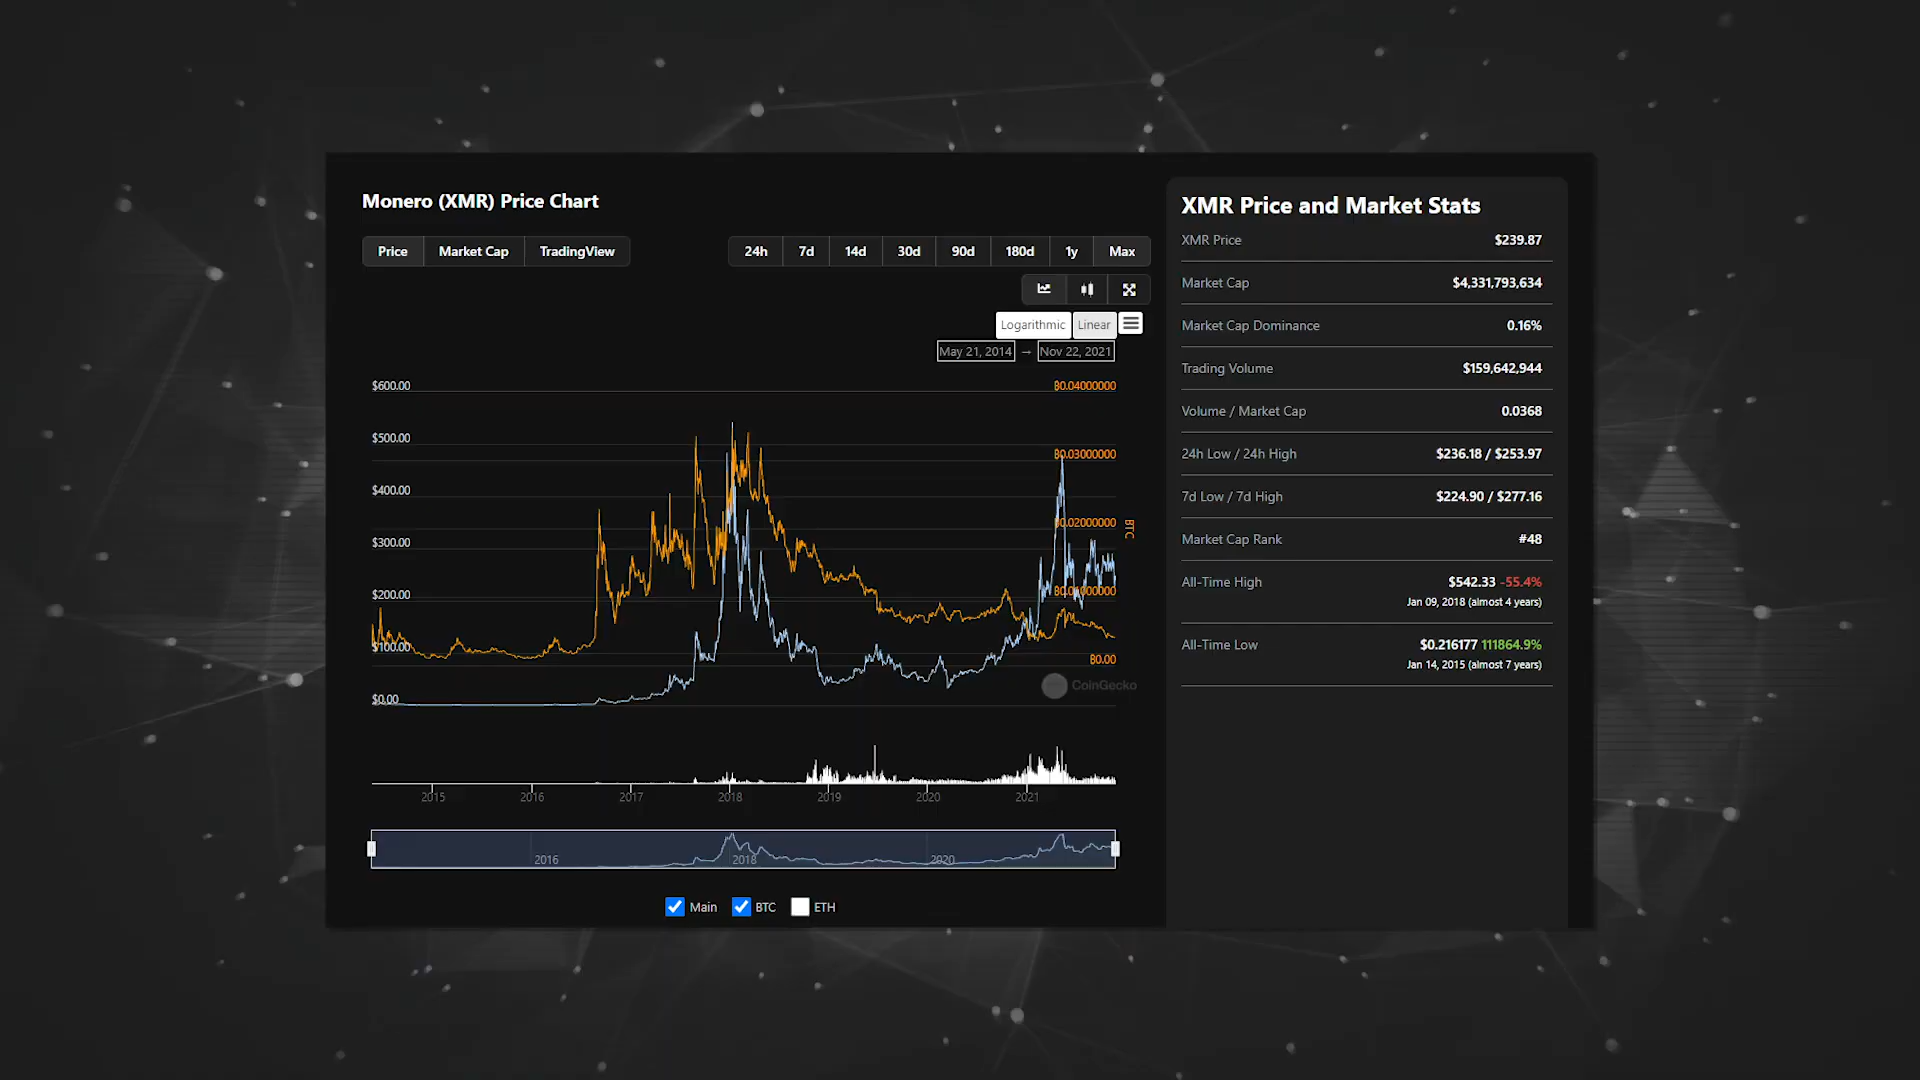 Monero (XMR) Price Chart
Price Market Cap TradingView
24h 7d 14d 30d 90d 180d 1y Max
Logarithmic Linear
May 21, 2014 → Nov 22, 2021
$600.00
$500.00
$400.00
$300.00
$200.00
$100.00
$0.00
฿0.04000000
฿0.03000000
฿0.02000000
฿0.01000000
฿0.00
BTC
CoinGecko
2015 2016 2017 2018 2019 2020 2021
2016 2018 2020
Main BTC ETH
XMR Price and Market Stats
XMR Price $239.87
Market Cap $4,331,793,634
Market Cap Dominance 0.16%
Trading Volume $159,642,944
Volume / Market Cap 0.0368
24h Low / 24h High $236.18 / $253.97
7d Low / 7d High $224.90 / $277.16
Market Cap Rank #48
All-Time High $542.33 -55.4%
Jan 09, 2018 (almost 4 years)
All-Time Low $0.216177 111864.9%
Jan 14, 2015 (almost 7 years)